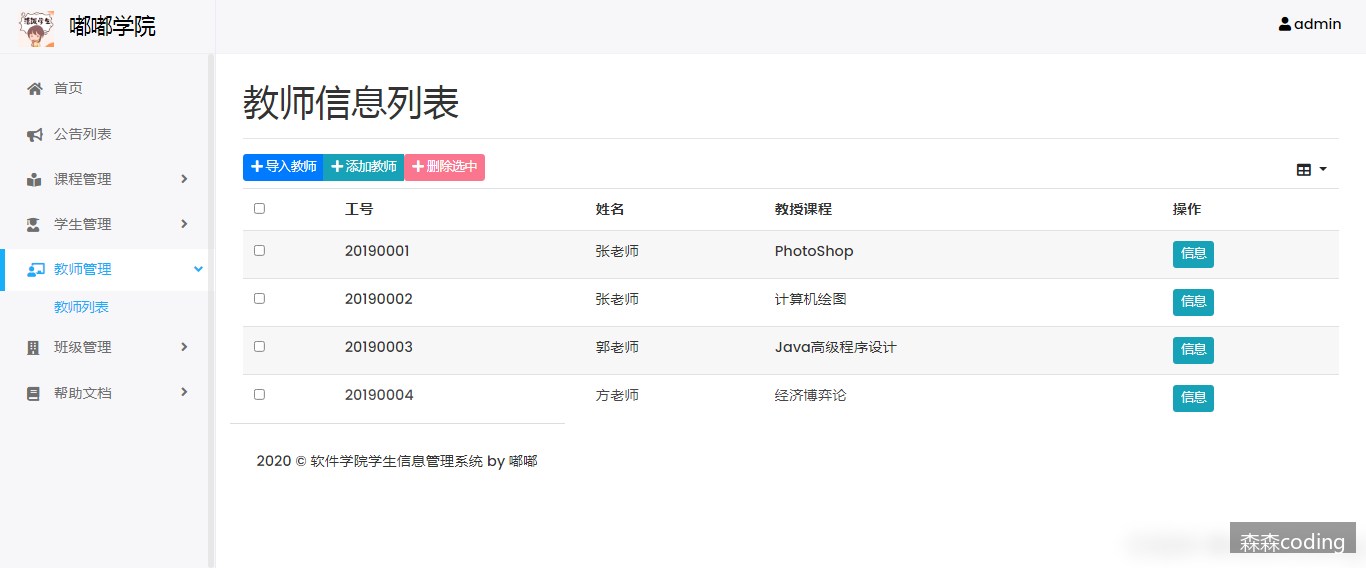 嘟嘟学院
admin
首页
公告列表
课程管理
学生管理
教师管理
教师列表
班级管理
帮助文档
教师信息列表
导入教师 添加教师 删除选中
工号 姓名 教授课程 操作
20190001 张老师 PhotoShop 信息
20190002 张老师 计算机绘图 信息
20190003 郭老师 Java高级程序设计 信息
20190004 方老师 经济博弈论 信息
2020 © 软件学院学生信息管理系统 by 嘟嘟
森森coding